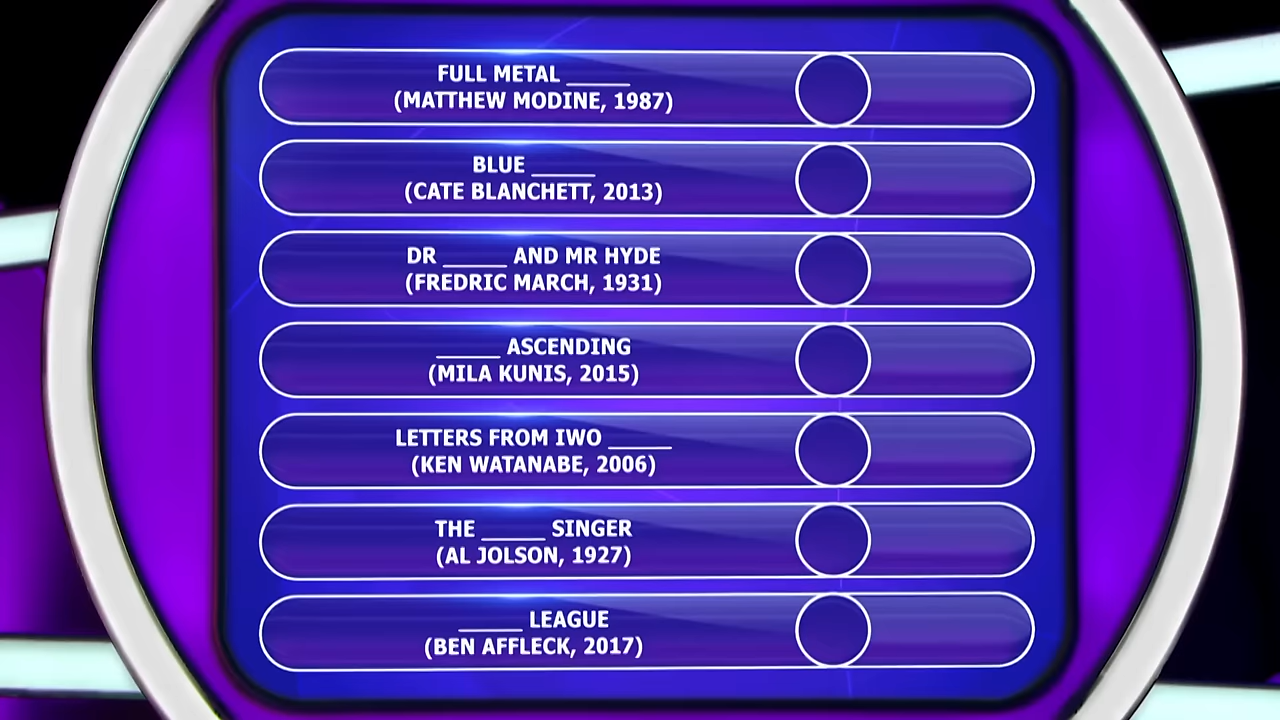 FULL METAL _____
(MATTHEW MODINE, 1987)
BLUE _____
(CATE BLANCHETT, 2013)
DR _____ AND MR HYDE
(FREDRIC MARCH, 1931)
_____ ASCENDING
(MILA KUNIS, 2015)
LETTERS FROM IWO _____
(KEN WATANABE, 2006)
THE _____ SINGER
(AL JOLSON, 1927)
_____ LEAGUE
(BEN AFFLECK, 2017)